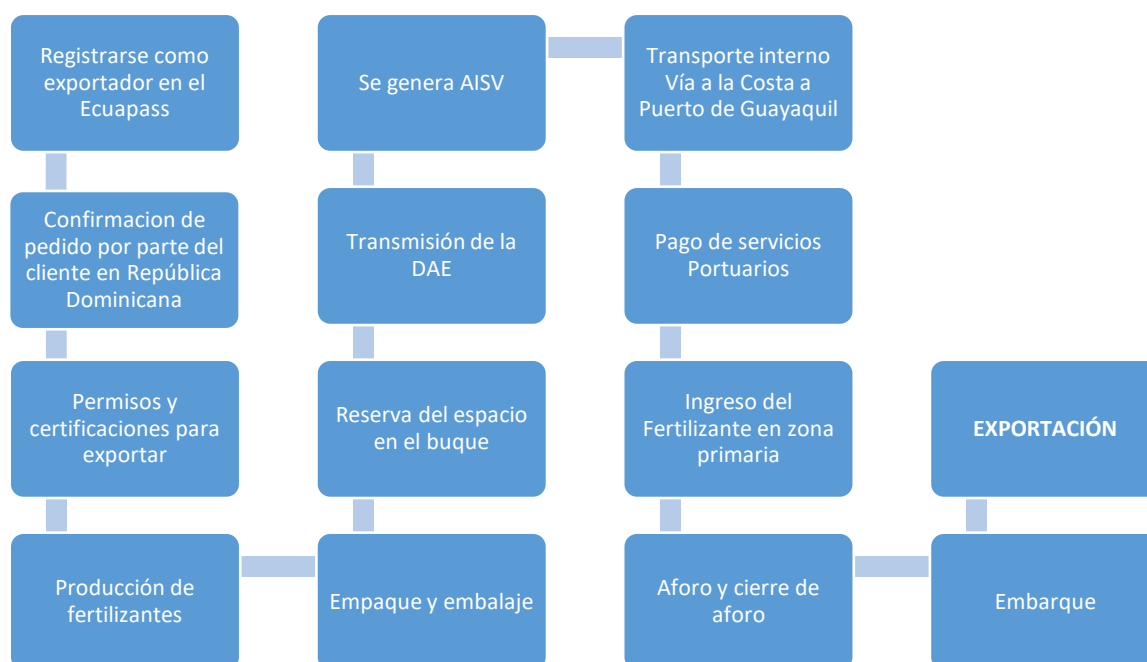 Registrarse como
exportador en el
Ecuapass
Confirmacion de
pedido por parte del
cliente en República
Dominicana
Permisos y
certificaciones para
exportar
Producción de
fertilizantes
Empaque y embalaje
Reserva del espacio
en el buque
Transmisión de la
DAE
Se genera AISV
Transporte interno
Vía a la Costa a
Puerto de Guayaquil
Pago de servicios
Portuarios
Ingreso del
Fertilizante en zona
primaria
Aforo y cierre de
aforo
Embarque
EXPORTACIÓN